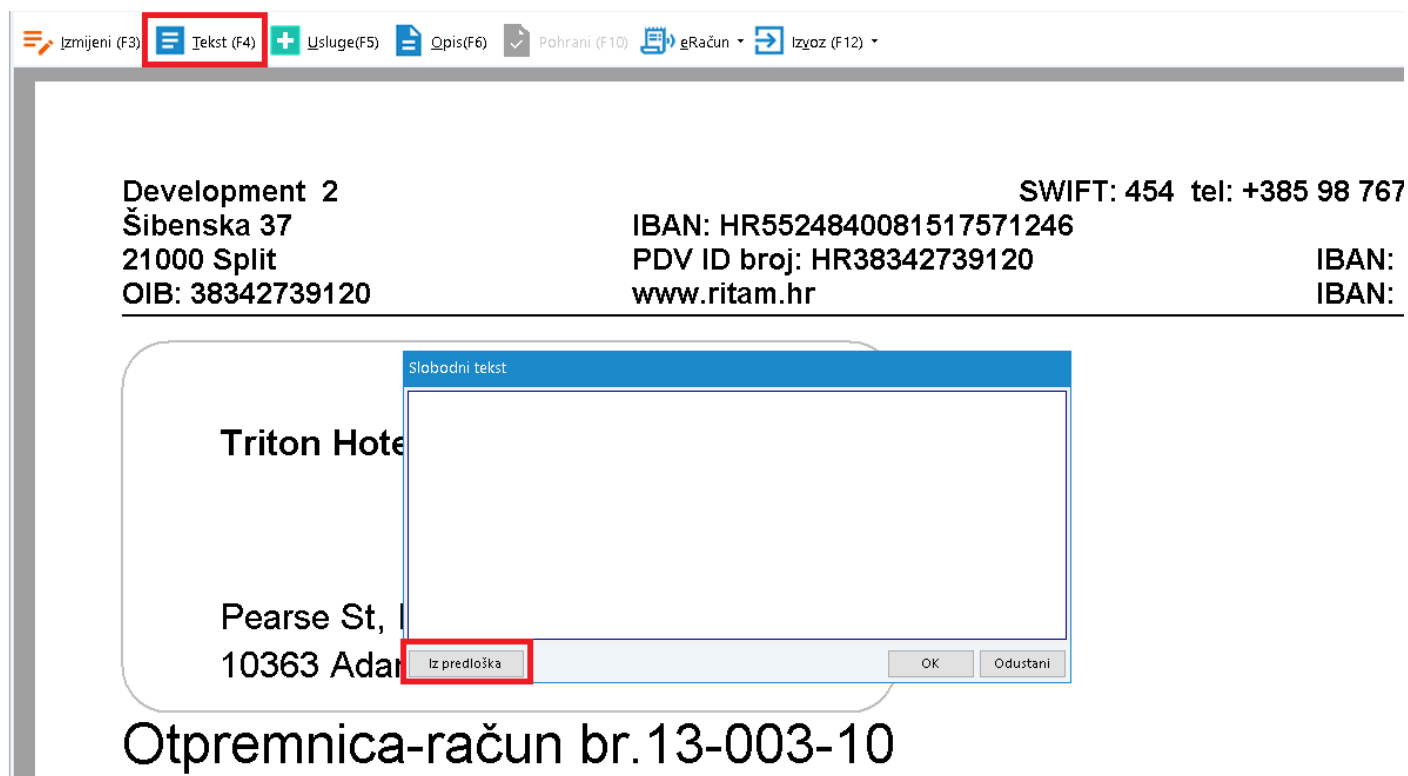 Izmijeni (F3) Tekst (F4) Usluge(F5) Opis(F6) Pohrani (F10) eRačun Izvoz (F12)
Development 2 SWIFT: 454 tel: +385 98 767
Šibenska 37 IBAN: HR5524840081517571246
21000 Split PDV ID broj: HR38342739120 IBAN:
OIB: 38342739120 www.ritam.hr IBAN:
Slobodni tekst
Triton Hote
Pearse St,
10363 Adar
Iz predloška OK Odustani
Otpremnica-račun br.13-003-10